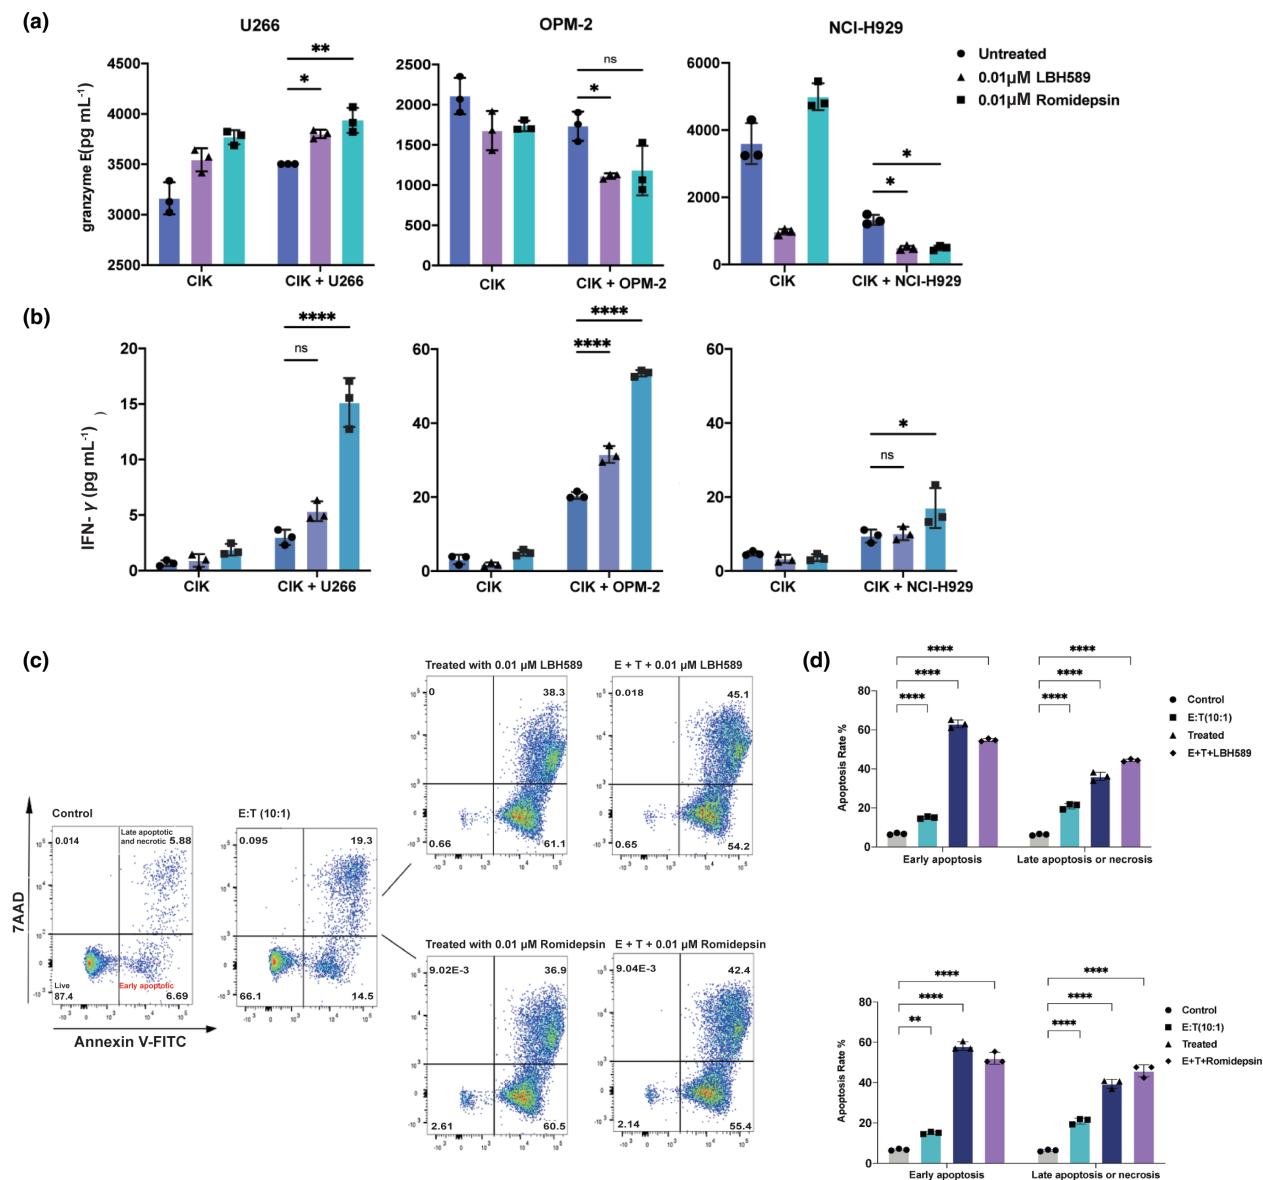 (a)
U266
OPM-2
NCI-H929
Untreated
0.01μM LBH589
0.01μM Romidepsin
granzyme E(pg mL-1)
4500
4000
3500
3000
2500
*
**
CIK
CIK + U266
2500
2000
1500
1000
500
0
*
ns
CIK
CIK + OPM-2
6000
4000
2000
0
*
*
CIK
CIK + NCI-H929
(b)
IFN- γ (pg mL-1)
)
20
15
10
5
0
ns
****
CIK
CIK + U266
60
40
20
0
****
****
CIK
CIK + OPM-2
60
40
20
0
ns
*
CIK
CIK + NCI-H929
(c)
Treated with 0.01 μM LBH589
0
38.3
0.66
61.1
E + T + 0.01 μM LBH589
0.018
45.1
0.65
54.2
Control
0.014
Late apoptotic
and necrotic 5.88
Live
87.4
Early apoptotic
6.69
E:T (10:1)
0.095
19.3
66.1
14.5
7AAD
Annexin V-FITC
Treated with 0.01 μM Romidepsin
9.02E-3
36.9
2.61
60.5
E + T + 0.01 μM Romidepsin
9.04E-3
42.4
2.14
55.4
(d)
Apoptosis Rate %
80
60
40
20
0
****
****
****
****
****
****
Early apoptosis
Late apoptosis or necrosis
Control
E:T(10:1)
Treated
E+T+LBH589
Apoptosis Rate %
80
60
40
20
0
****
****
**
****
****
****
Early apoptosis
Late apoptosis or necrosis
Control
E:T(10:1)
Treated
E+T+Romidepsin